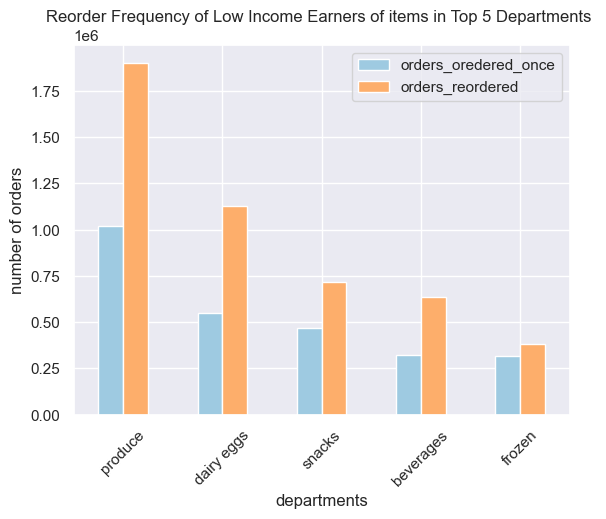 Reorder Frequency of Low Income Earners of items in Top 5 Departments
1e6
orders_oredered_once
orders_reordered
1.75
1.50
1.25
1.00
0.75
0.50
0.25
0.00
number of orders
produce
dairy eggs
snacks
beverages
frozen
departments